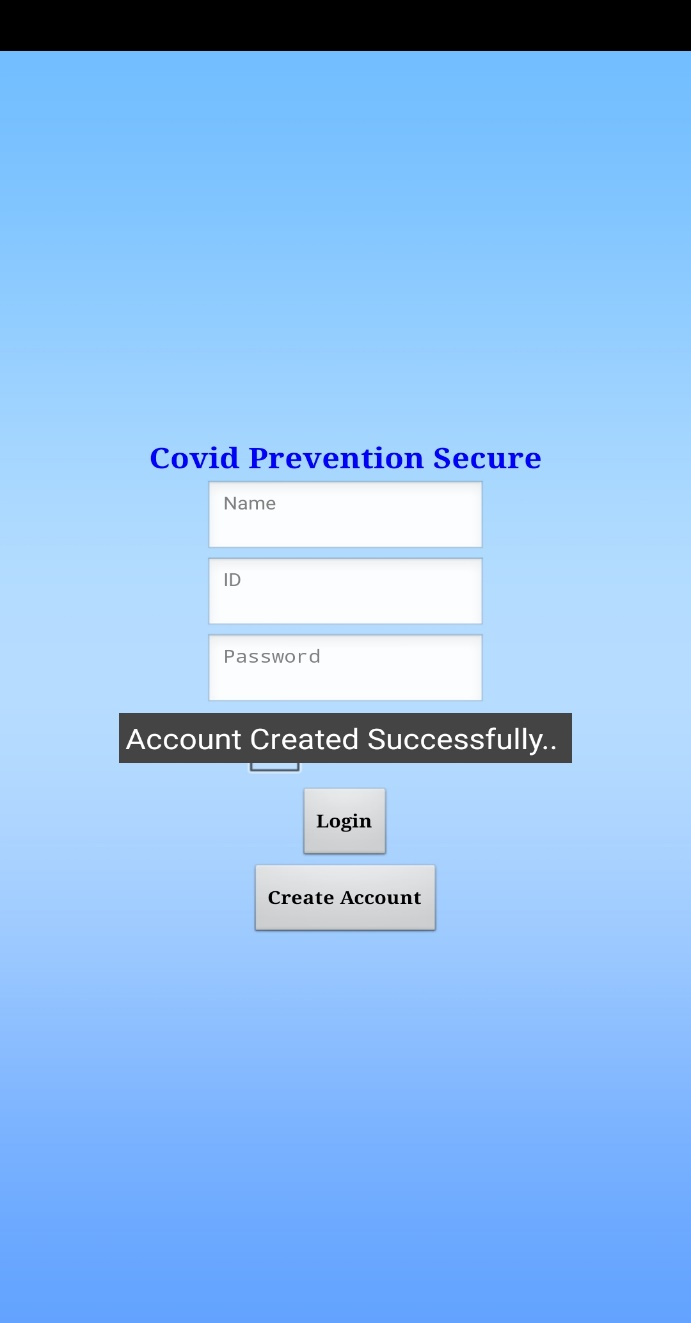 Covid Prevention Secure
Name
ID
Password
Account Created Successfully..
Login
Create Account